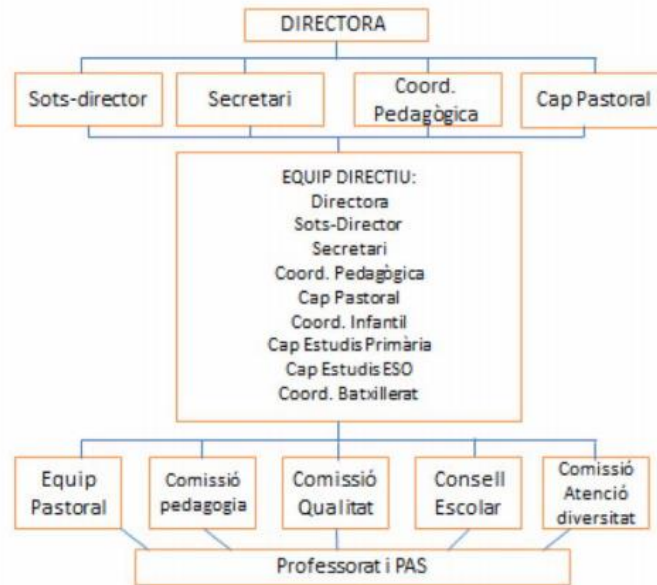 DIRECTORA
Sots-director
Secretari
Coord.
Pedagògica
Cap Pastoral
EQUIP DIRECTIU:
Directora
Sots-Director
Secretari
Coord. Pedagògica
Cap Pastoral
Coord. Infantil
Cap Estudis Primària
Cap Estudis ESO
Coord. Batxillerat
Equip
Pastoral
Comissió
pedagogia
Comissió
Qualitat
Consell
Escolar
Comissió
Atenció
diversitat
Professorat i PAS